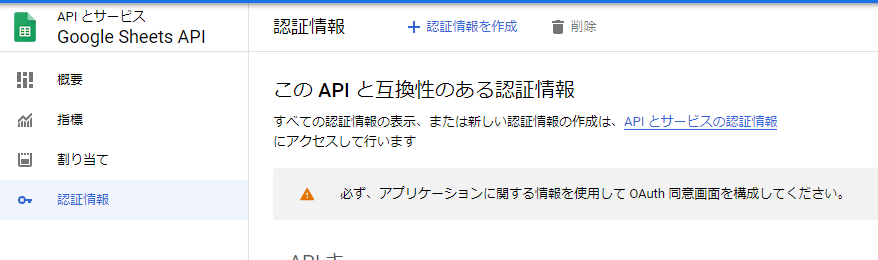 API とサービス
Google Sheets API
認証情報
認証情報を作成
削除
概要
指標
割り当て
認証情報
この API と互換性のある認証情報
すべての認証情報の表示、または新しい認証情報の作成は、API とサービスの認証情報
にアクセスして行います
必ず、アプリケーションに関する情報を使用して OAuth 同意画面を構成してください。